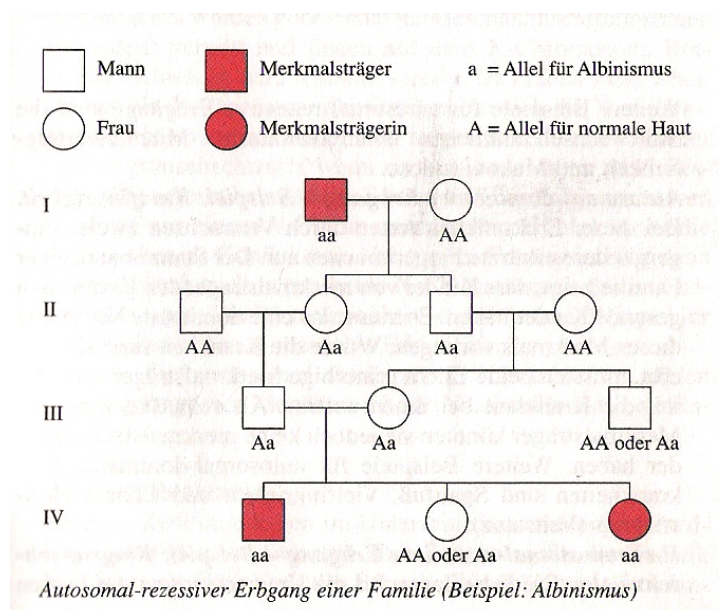 Mann Merkmalsträger a = Allel für Albinismus
Frau Merkmalsträgerin A = Allel für normale Haut
I
aa AA
II
AA Aa Aa AA
III
Aa Aa AA oder Aa
IV
aa AA oder Aa aa
Autosomal-rezessiver Erbgang einer Familie (Beispiel: Albinismus)